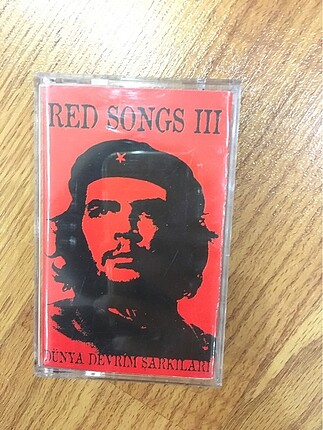 RED SONGS III
DÜNYA DEVRİM ŞARKILARI